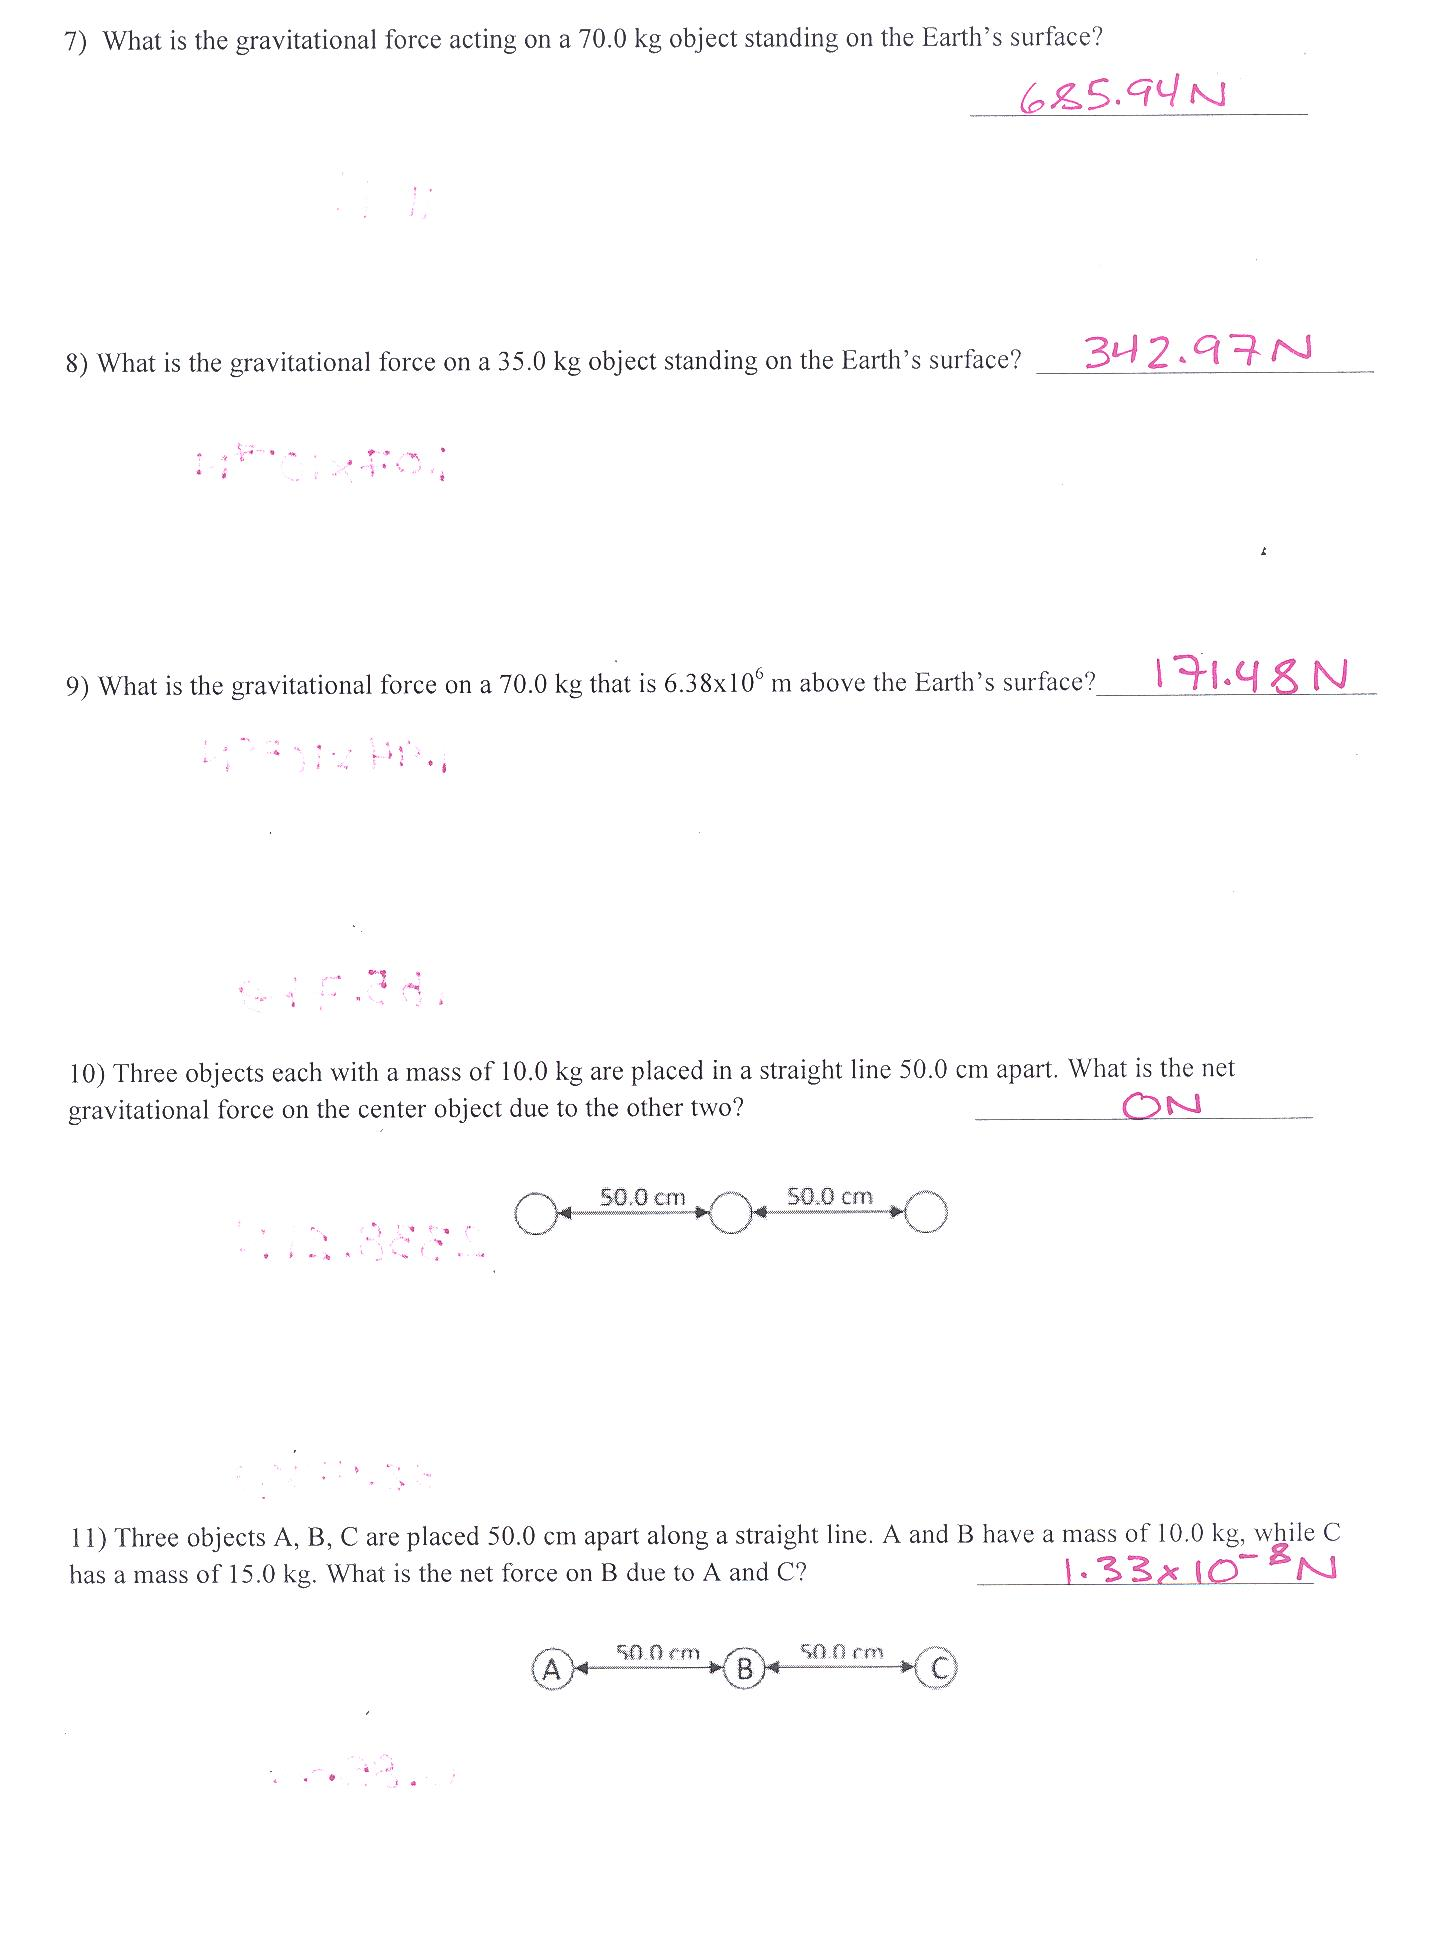 7) What is the gravitational force acting on a 70.0 kg object standing on the Earth's surface?
685.94N
8) What is the gravitational force on a 35.0 kg object standing on the Earth's surface? 342.97N
9) What is the gravitational force on a 70.0 kg that is 6.38x10⁶ m above the Earth's surface? 171.48N
10) Three objects each with a mass of 10.0 kg are placed in a straight line 50.0 cm apart. What is the net
gravitational force on the center object due to the other two? 0N
50.0 cm 50.0 cm
11) Three objects A, B, C are placed 50.0 cm apart along a straight line. A and B have a mass of 10.0 kg, while C
has a mass of 15.0 kg. What is the net force on B due to A and C? 1.33x10⁻⁸N
50.0 cm 50.0 cm
A B C